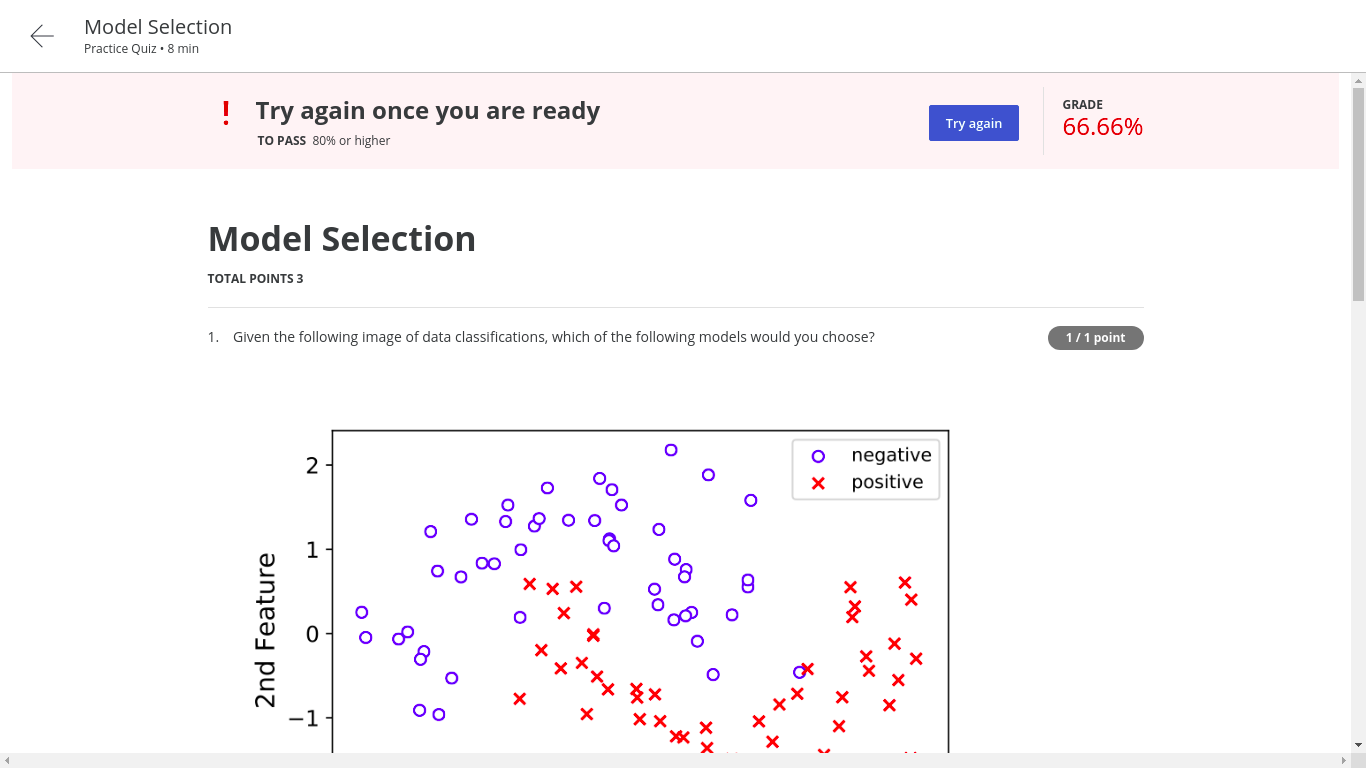 Model Selection
Practice Quiz • 8 min
! Try again once you are ready
TO PASS 80% or higher
Try again
GRADE
66.66%
Model Selection
TOTAL POINTS 3
1. Given the following image of data classifications, which of the following models would you choose?
1 / 1 point
negative
positive
2
1
0
−1
2nd Feature